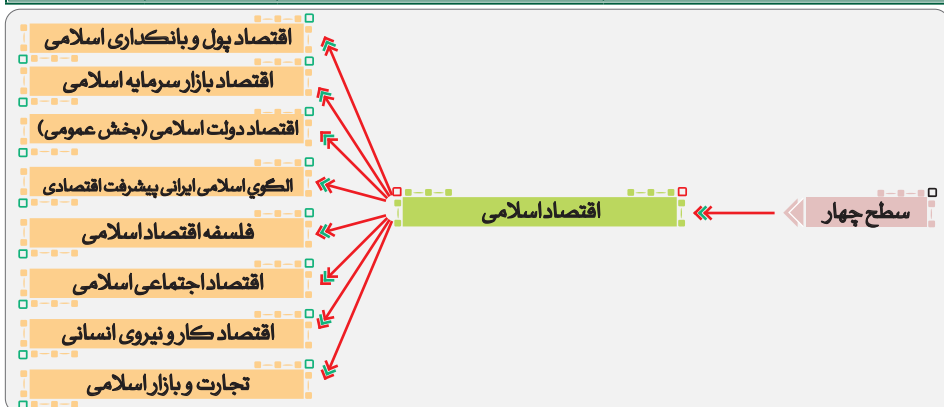 سطح چهار
اقتصاد اسلامی
اقتصاد پول و بانکداری اسلامی
اقتصاد بازار سرمایه اسلامی
اقتصاد دولت اسلامی (بخش عمومی)
الگوي اسلامی ایرانی پیشرفت اقتصادی
فلسفه اقتصاد اسلامی
اقتصاد اجتماعی اسلامی
اقتصاد کار و نیروی انسانی
تجارت و بازار اسلامی